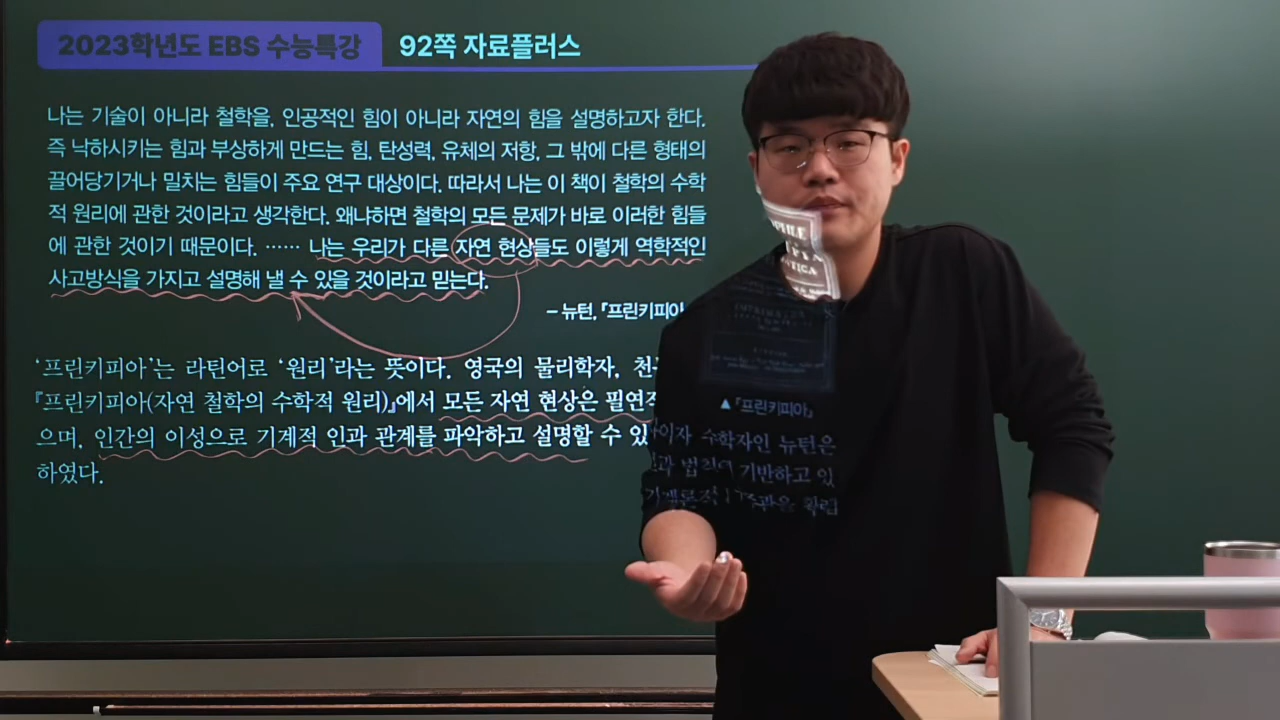 2023학년도 EBS 수능특강 92쪽 자료플러스
나는 기술이 아니라 철학을, 인공적인 힘이 아니라 자연의 힘을 설명하고자 한다.
즉 낙하시키는 힘과 부상하게 만드는 힘, 탄성력, 유체의 저항, 그 밖에 다른 형태의
끌어당기거나 밀치는 힘들이 주요 연구 대상이다. 따라서 나는 이 책이 철학의 수학
적 원리에 관한 것이라고 생각한다. 왜냐하면 철학의 모든 문제가 바로 이러한 힘들
에 관한 것이기 때문이다. …… 나는 우리가 다른 자연 현상들도 이렇게 역학적인
사고방식을 가지고 설명해 낼 수 있을 것이라고 믿는다.
– 뉴턴, 『프린키피아
▲ 『프린키피아』
‘프린키피아’는 라틴어로 ‘원리’라는 뜻이다. 영국의 물리학자, 수학자인 뉴턴은
『프린키피아(자연 철학의 수학적 원리)』에서 모든 자연 현상은 기반하고 있
으며, 인간의 이성으로 기계적 인과 관계를 파악하고 설명할 수
하였다.